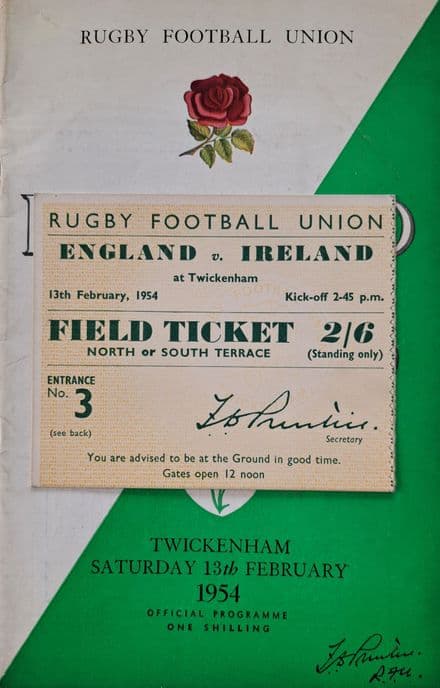 RUGBY FOOTBALL UNION
RUGBY FOOTBALL UNION
ENGLAND v. IRELAND
at Twickenham
13th February, 1954 Kick-off 2-45 p.m.
FIELD TICKET 2/6
NORTH or SOUTH TERRACE (Standing only)
ENTRANCE
No. 3
(see back)
Secretary
You are advised to be at the Ground in good time.
Gates open 12 noon
TWICKENHAM
SATURDAY 13th FEBRUARY
1954
OFFICIAL PROGRAMME
ONE SHILLING